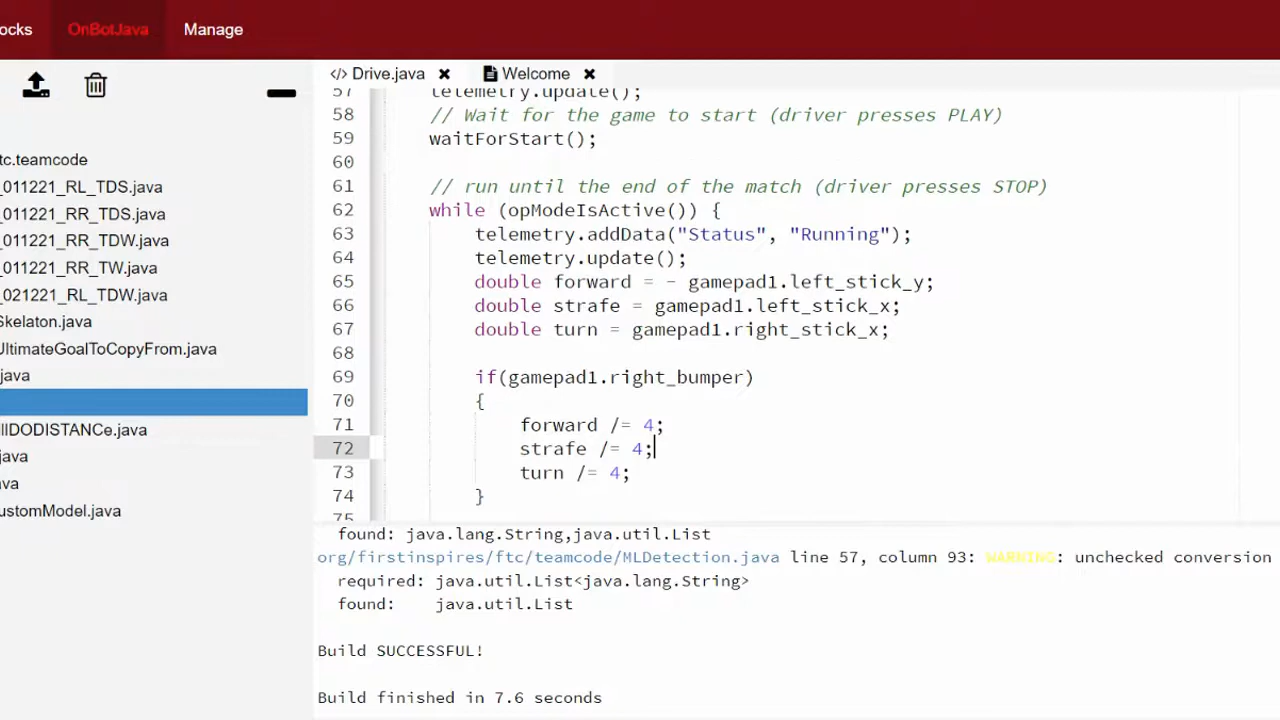 ocks OnBotJava Manage
Drive.java Welcome
tc.teamcode
_011221_RL_TDS.java
_011221_RR_TDS.java
_011221_RR_TDW.java
_011221_RR_TW.java
_021221_RL_TDW.java
Skelaton.java
UltimateGoalToCopyFrom.java
java
IlDODISTANCe.java
java
va
ustomModel.java
57 telemetry.update();
58 // Wait for the game to start (driver presses PLAY)
59 waitForStart();
60
61 // run until the end of the match (driver presses STOP)
62 while (opModeIsActive()) {
63 telemetry.addData("Status", "Running");
64 telemetry.update();
65 double forward = - gamepad1.left_stick_y;
66 double strafe = gamepad1.left_stick_x;
67 double turn = gamepad1.right_stick_x;
68
69 if(gamepad1.right_bumper)
70 {
71 forward /= 4;
72 strafe /= 4;
73 turn /= 4;
74 }
75
found: java.lang.String,java.util.List
org/firstinspires/ftc/teamcode/MLDetection.java line 57, column 93: WARNING: unchecked conversion
required: java.util.List<java.lang.String>
found: java.util.List
Build SUCCESSFUL!
Build finished in 7.6 seconds